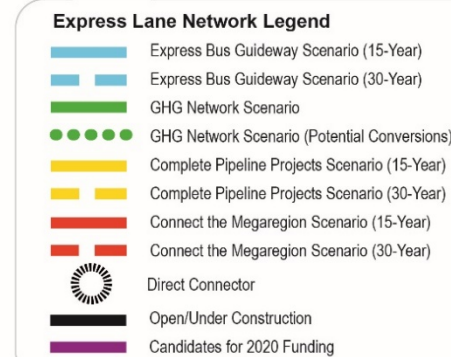 Express Lane Network Legend
Express Bus Guideway Scenario (15-Year)
Express Bus Guideway Scenario (30-Year)
GHG Network Scenario
GHG Network Scenario (Potential Conversions)
Complete Pipeline Projects Scenario (15-Year)
Complete Pipeline Projects Scenario (30-Year)
Connect the Megaregion Scenario (15-Year)
Connect the Megaregion Scenario (30-Year)
Direct Connector
Open/Under Construction
Candidates for 2020 Funding